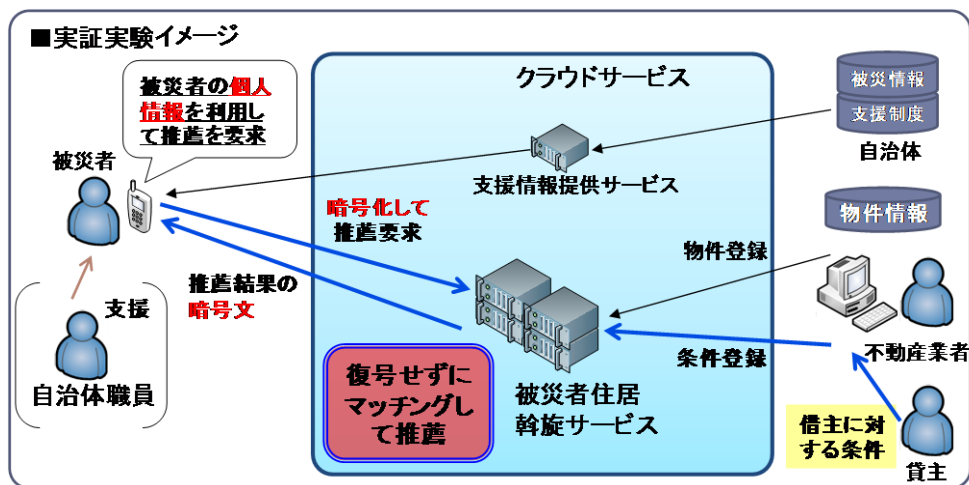 ■実証実験イメージ
被災者の個人
情報を利用し
て推薦を要求
被災者
クラウドサービス
支援情報提供サービス
被災情報
支援制度
自治体
物件情報
暗号化して
推薦要求
物件登録
推薦結果の
暗号文
支援
自治体職員
復号せずに
マッチングし
て推薦
被災者住居
斡旋サービス
条件登録
不動産業者
借主に対
する条件
貸主